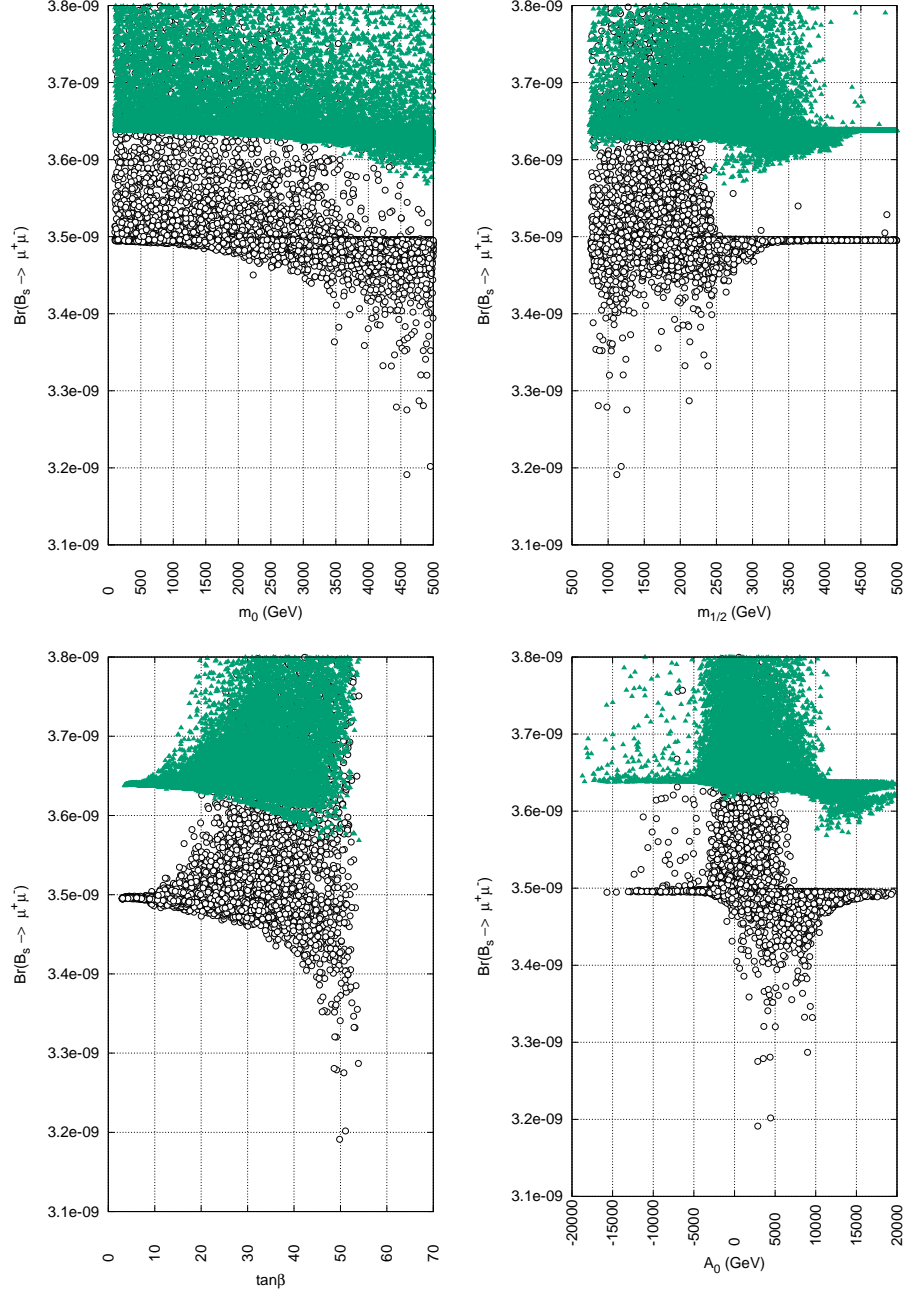 3.8e-09
3.7e-09
3.6e-09
3.5e-09
3.4e-09
3.3e-09
3.2e-09
3.1e-09
Br(B_s -> μ⁺μ⁻)
0 500 1000 1500 2000 2500 3000 3500 4000 4500 5000
m_0 (GeV)
3.8e-09
3.7e-09
3.6e-09
3.5e-09
3.4e-09
3.3e-09
3.2e-09
3.1e-09
Br(B_s -> μ⁺μ⁻)
500 1000 1500 2000 2500 3000 3500 4000 4500 5000
m_1/2 (GeV)
3.8e-09
3.7e-09
3.6e-09
3.5e-09
3.4e-09
3.3e-09
3.2e-09
3.1e-09
Br(B_s -> μ⁺μ⁻)
0 10 20 30 40 50 60 70
tanβ
3.8e-09
3.7e-09
3.6e-09
3.5e-09
3.4e-09
3.3e-09
3.2e-09
3.1e-09
Br(B_s -> μ⁺μ⁻)
-20000 -15000 -10000 -5000 0 5000 10000 15000 20000
A_0 (GeV)